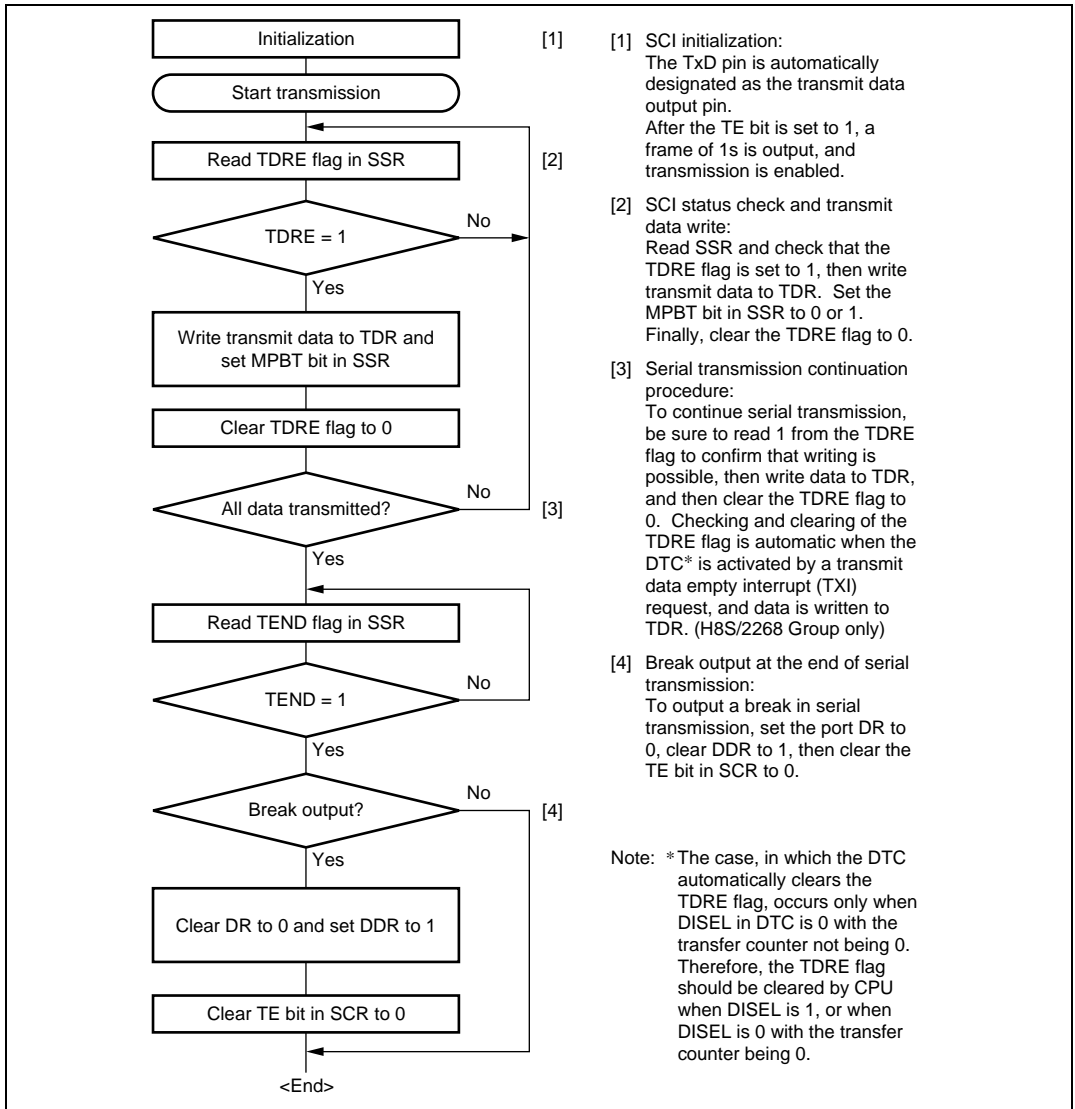 Initialization
[1]
Start transmission
Read TDRE flag in SSR
[2]
TDRE = 1
No
Yes
Write transmit data to TDR and
set MPBT bit in SSR
Clear TDRE flag to 0
All data transmitted?
No
[3]
Yes
Read TEND flag in SSR
TEND = 1
No
Yes
Break output?
No
[4]
Yes
Clear DR to 0 and set DDR to 1
Clear TE bit in SCR to 0
<End>
[1] SCI initialization:
The TxD pin is automatically
designated as the transmit data
output pin.
After the TE bit is set to 1, a
frame of 1s is output, and
transmission is enabled.
[2] SCI status check and transmit
data write:
Read SSR and check that the
TDRE flag is set to 1, then write
transmit data to TDR. Set the
MPBT bit in SSR to 0 or 1.
Finally, clear the TDRE flag to 0.
[3] Serial transmission continuation
procedure:
To continue serial transmission,
be sure to read 1 from the TDRE
flag to confirm that writing is
possible, then write data to TDR,
and then clear the TDRE flag to
0. Checking and clearing of the
TDRE flag is automatic when the
DTC* is activated by a transmit
data empty interrupt (TXI)
request, and data is written to
TDR. (H8S/2268 Group only)
[4] Break output at the end of serial
transmission:
To output a break in serial
transmission, set the port DR to
0, clear DDR to 1, then clear the
TE bit in SCR to 0.
Note: * The case, in which the DTC
automatically clears the
TDRE flag, occurs only when
DISEL in DTC is 0 with the
transfer counter not being 0.
Therefore, the TDRE flag
should be cleared by CPU
when DISEL is 1, or when
DISEL is 0 with the transfer
counter being 0.